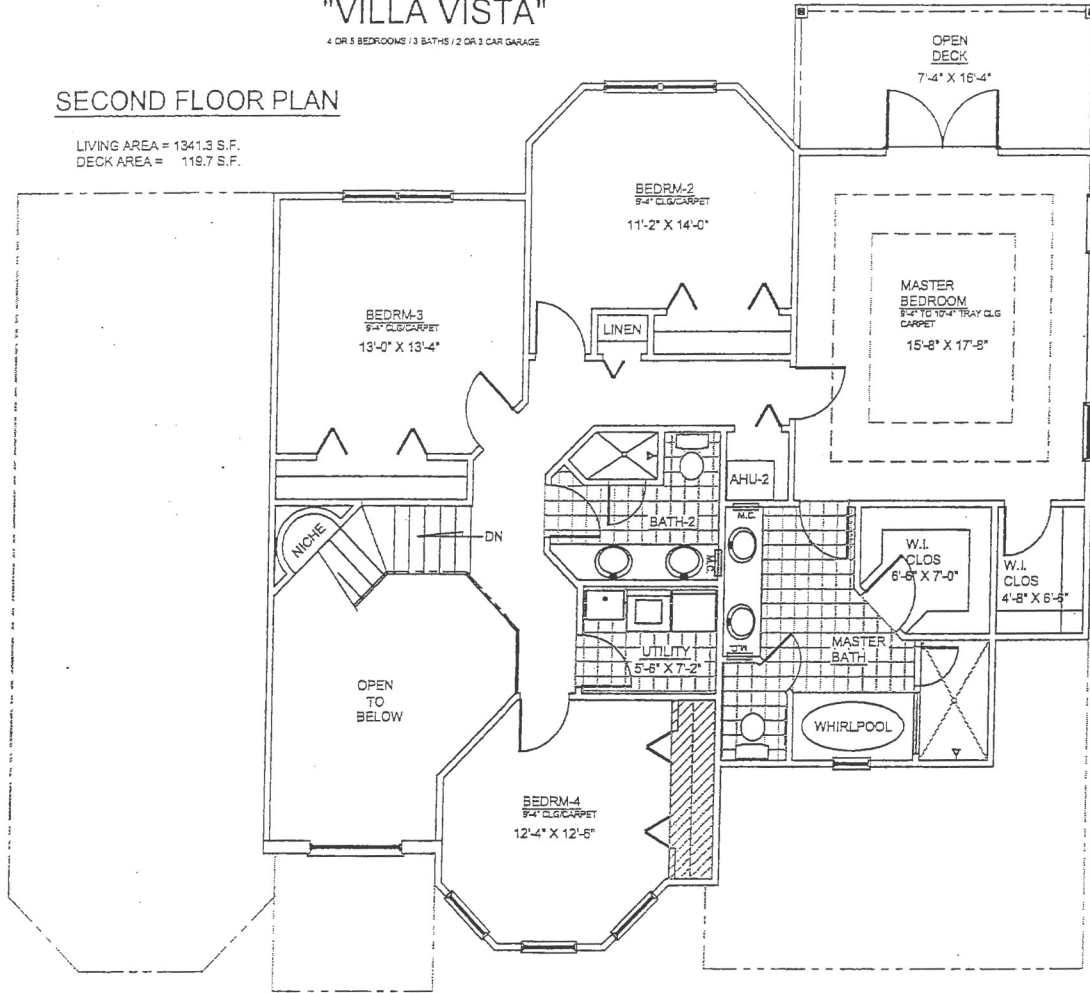 "VILLA VISTA"
4 OR 5 BEDROOMS / 3 BATHS / 2 OR 3 CAR GARAGE
SECOND FLOOR PLAN
LIVING AREA = 1341.3 S.F.
DECK AREA = 119.7 S.F.
OPEN
DECK
7'-4" X 16'-4"
BEDRM-2
9'-4" CLG/CARPET
11'-2" X 14'-0"
BEDRM-3
9'-4" CLG/CARPET
13'-0" X 13'-4"
LINEN
MASTER
BEDROOM
9'-4" TO 10'-4" TRAY CLG
CARPET
15'-8" X 17'-8"
AHU-2
NICHE
DN
BATH-2
M.C.
M.C.
W.I.
CLOS
6'-6" X 7'-0"
W.I.
CLOS
4'-8" X 6'-6"
UTILITY
5'-6" X 7'-2"
M.C.
MASTER
BATH
OPEN
TO
BELOW
WHIRLPOOL
BEDRM-4
9'-4" CLG/CARPET
12'-4" X 12'-6"